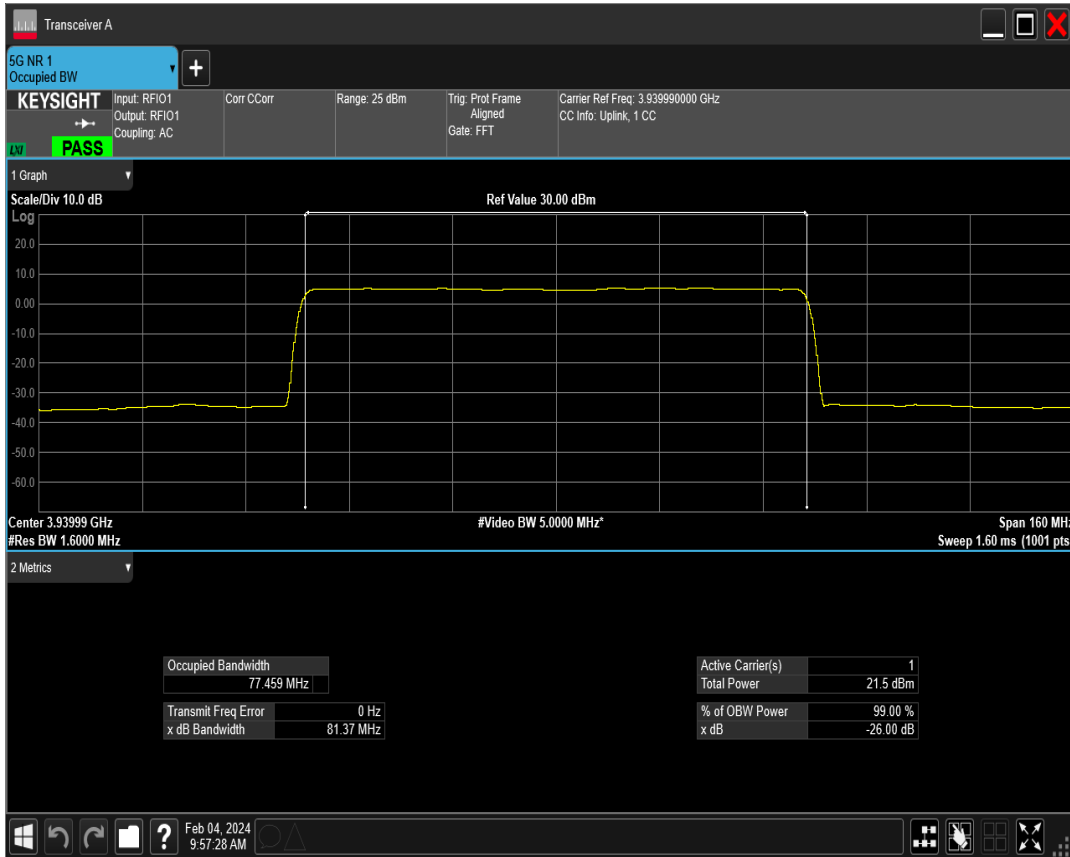 Transceiver A
5G NR 1
Occupied BW
+
KEYSIGHT
LXI
PASS
Input: RFIO1
Output: RFIO1
Coupling: AC
Corr CCorr
Range: 25 dBm
Trig: Prot Frame
Aligned
Gate: FFT
Carrier Ref Freq: 3.939990000 GHz
CC Info: Uplink, 1 CC
1 Graph
Scale/Div 10.0 dB
Ref Value 30.00 dBm
Log
20.0
10.0
0.00
-10.0
-20.0
-30.0
-40.0
-50.0
-60.0
Center 3.93999 GHz
#Video BW 5.0000 MHz*
Span 160 MHz
#Res BW 1.6000 MHz
Sweep 1.60 ms (1001 pts
2 Metrics
Occupied Bandwidth
77.459 MHz
Transmit Freq Error 0 Hz
x dB Bandwidth 81.37 MHz
Active Carrier(s) 1
Total Power 21.5 dBm
% of OBW Power 99.00 %
x dB -26.00 dB
?
Feb 04, 2024
9:57:28 AM